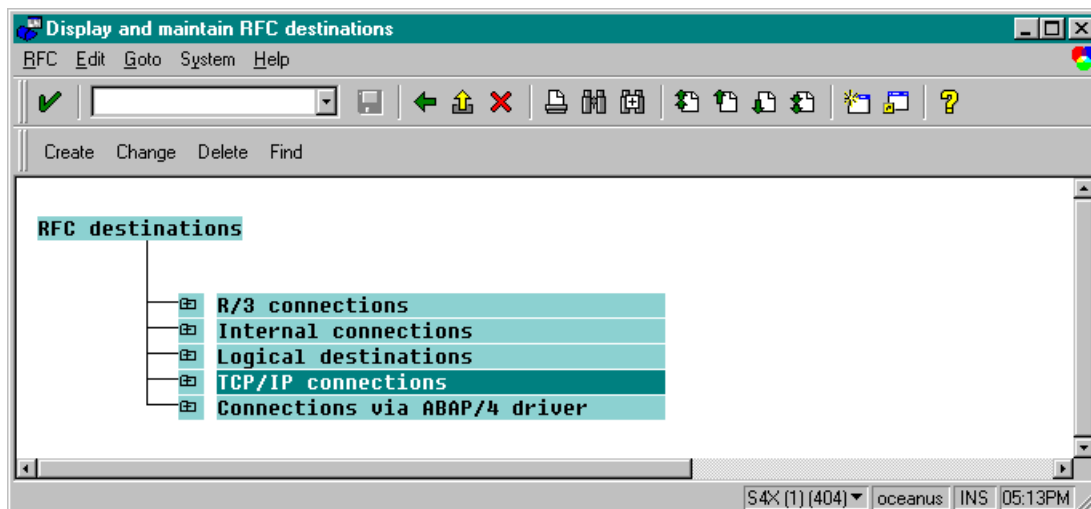 Display and maintain RFC destinations
RFC Edit Goto System Help
Create Change Delete Find
RFC destinations
R/3 connections
Internal connections
Logical destinations
TCP/IP connections
Connections via ABAP/4 driver
S4X (1) (404) oceanus INS 05:13PM